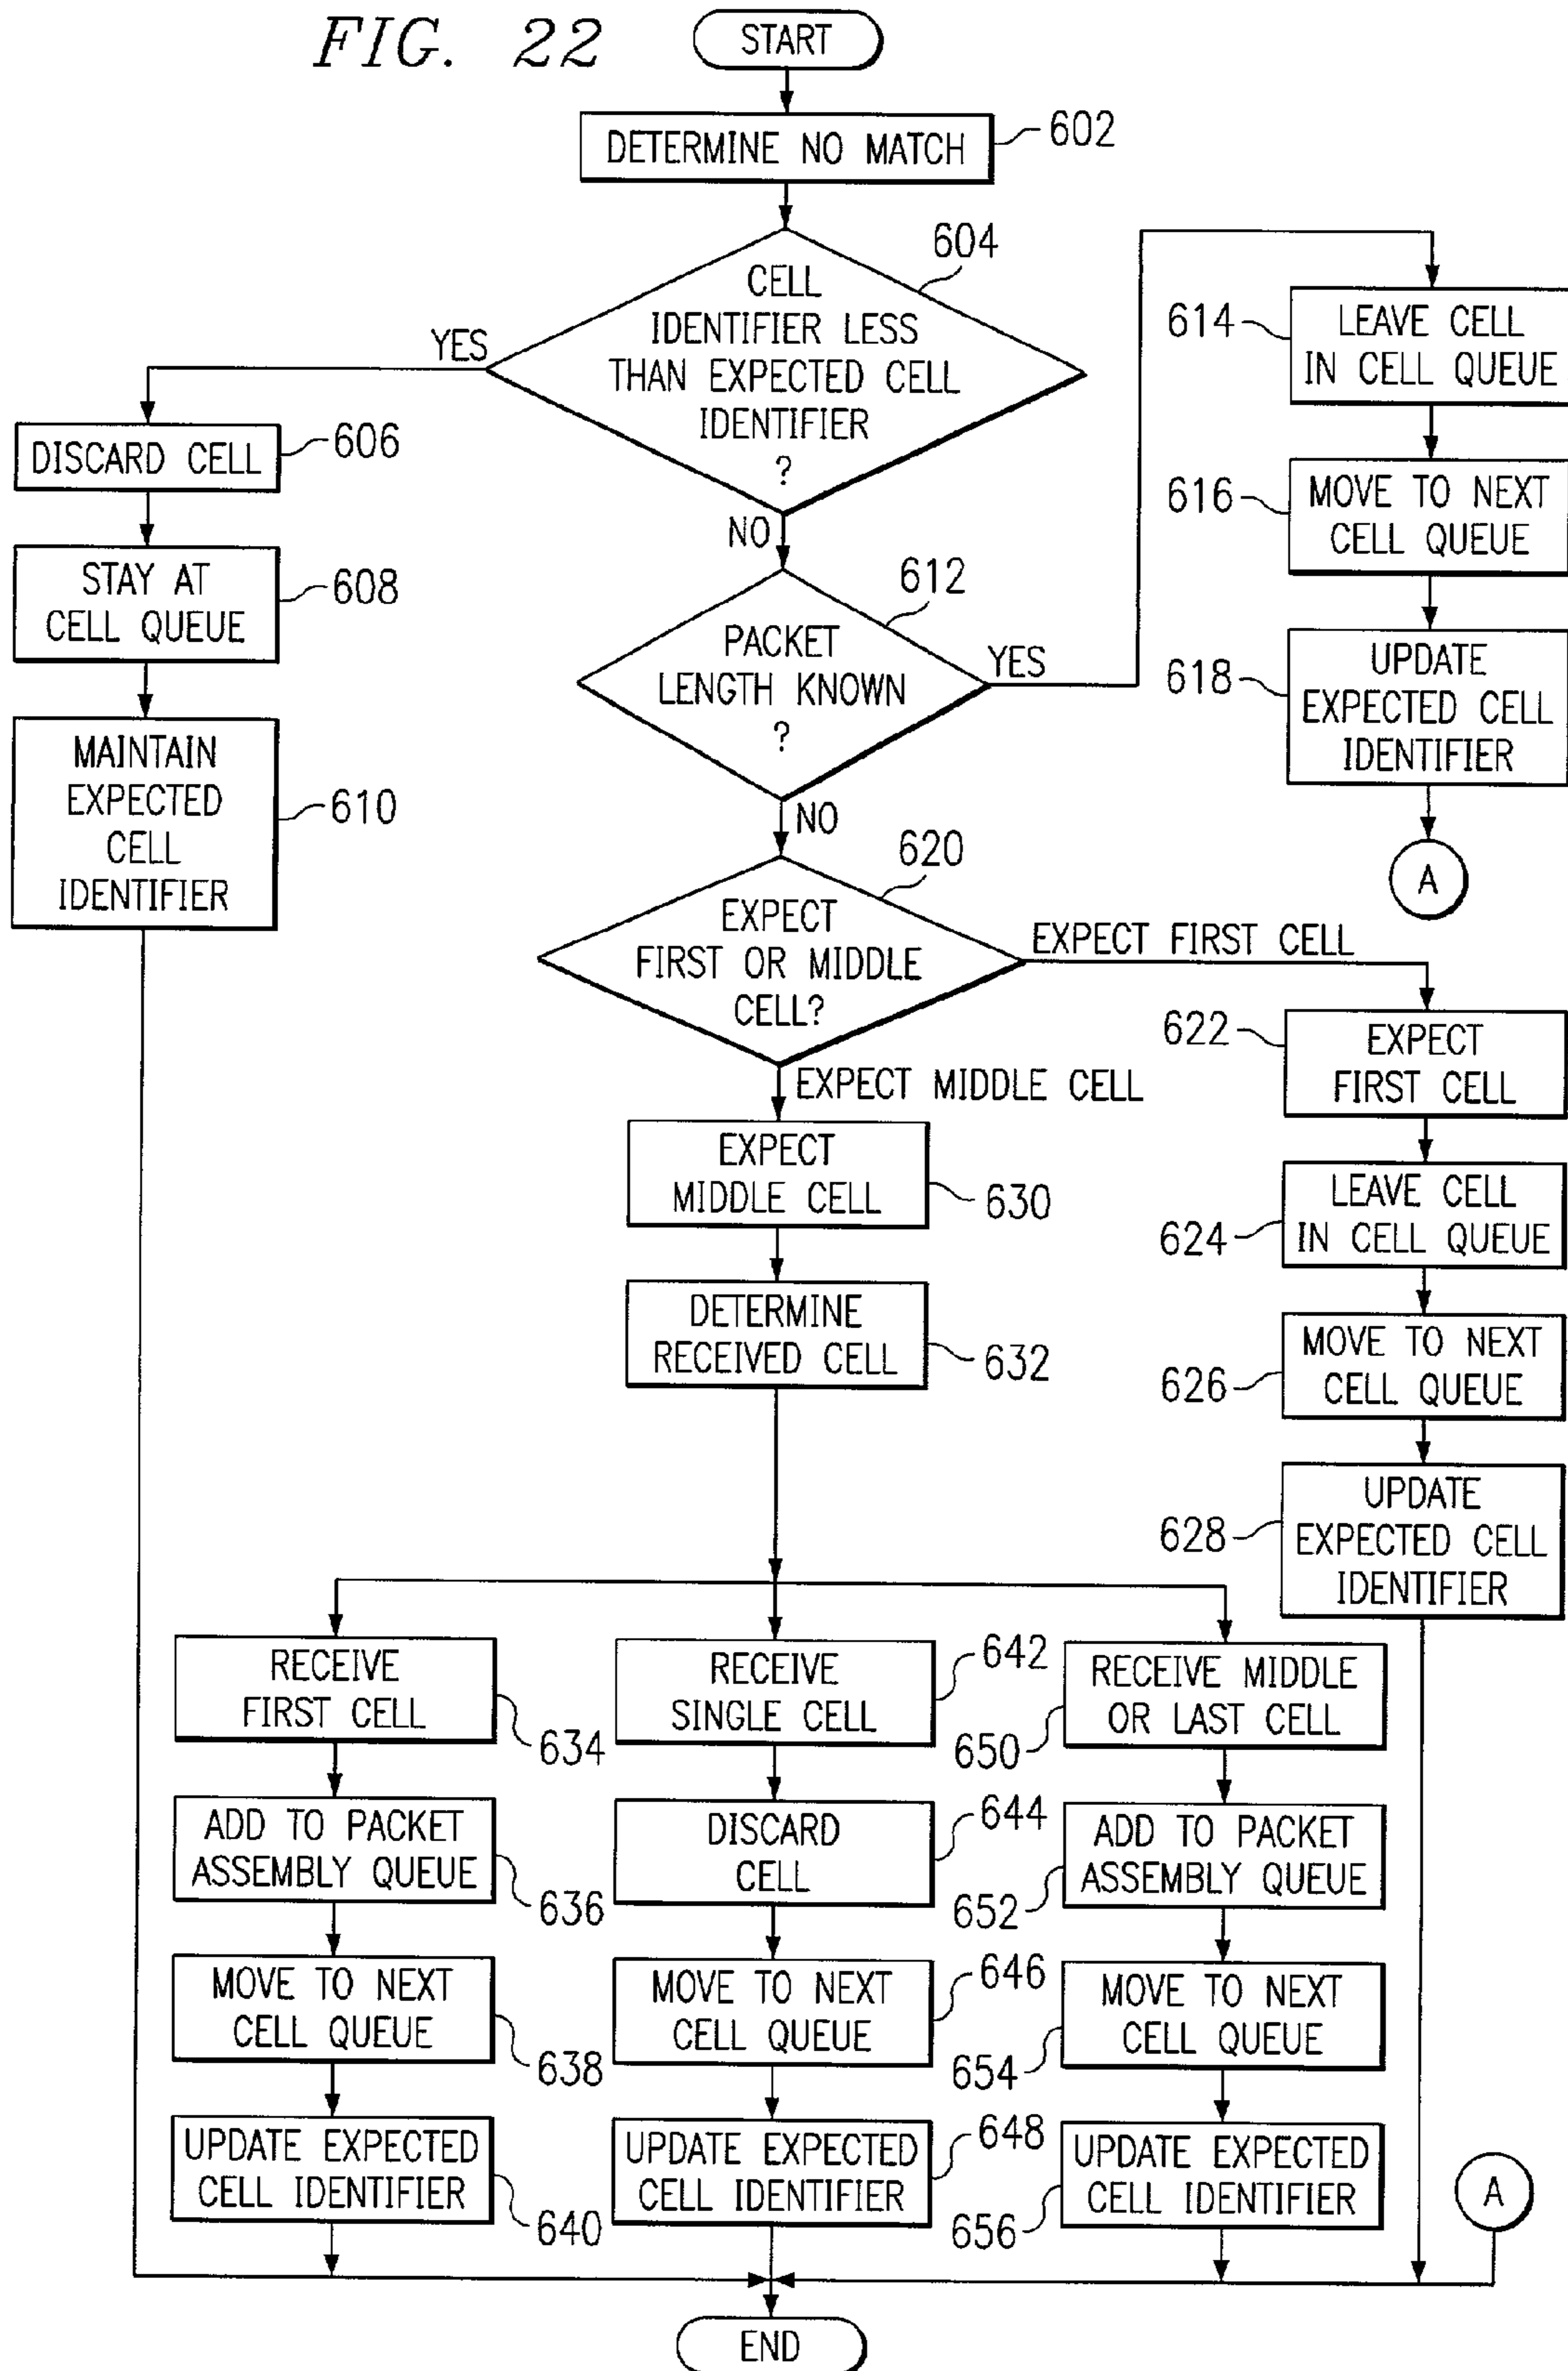 FIG. 22
START
DETERMINE NO MATCH
602
604
CELL
IDENTIFIER LESS
THAN EXPECTED CELL
IDENTIFIER
?
YES
NO
DISCARD CELL
606
STAY AT
CELL QUEUE
608
MAINTAIN
EXPECTED
CELL
IDENTIFIER
610
612
PACKET
LENGTH KNOWN
?
YES
NO
614
LEAVE CELL
IN CELL QUEUE
616
MOVE TO NEXT
CELL QUEUE
618
UPDATE
EXPECTED CELL
IDENTIFIER
A
620
EXPECT
FIRST OR MIDDLE
CELL?
EXPECT FIRST CELL
EXPECT MIDDLE CELL
622
EXPECT
FIRST CELL
624
LEAVE CELL
IN CELL QUEUE
626
MOVE TO NEXT
CELL QUEUE
628
UPDATE
EXPECTED CELL
IDENTIFIER
EXPECT
MIDDLE CELL
630
DETERMINE
RECEIVED CELL
632
RECEIVE
FIRST CELL
634
ADD TO PACKET
ASSEMBLY QUEUE
636
MOVE TO NEXT
CELL QUEUE
638
UPDATE EXPECTED
CELL IDENTIFIER
640
RECEIVE
SINGLE CELL
642
DISCARD
CELL
644
MOVE TO NEXT
CELL QUEUE
646
UPDATE EXPECTED
CELL IDENTIFIER
648
RECEIVE MIDDLE
OR LAST CELL
650
ADD TO PACKET
ASSEMBLY QUEUE
652
MOVE TO NEXT
CELL QUEUE
654
UPDATE EXPECTED
CELL IDENTIFIER
656
A
END